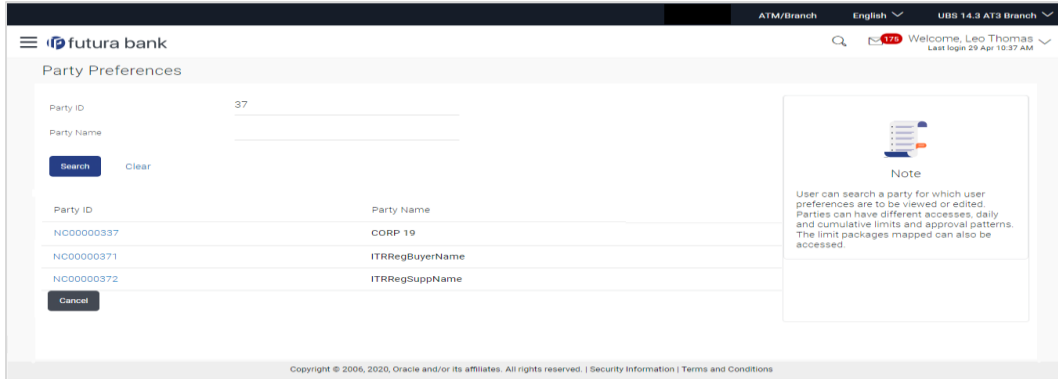 ATM/Branch English UBS 14.3 AT3 Branch
futura bank 175 Welcome, Leo Thomas
Last login 29 Apr 10:37 AM
Party Preferences
Party ID 37
Party Name
Search Clear
Note
User can search a party for which user
preferences are to be viewed or edited.
Parties can have different accesses, daily
and cumulative limits and approval patterns.
The limit packages mapped can also be
accessed.
Party ID Party Name
NC00000337 CORP 19
NC00000371 ITRRegBuyerName
NC00000372 ITRRegSuppName
Cancel
Copyright © 2006, 2020, Oracle and/or its affiliates. All rights reserved. | Security Information | Terms and Conditions